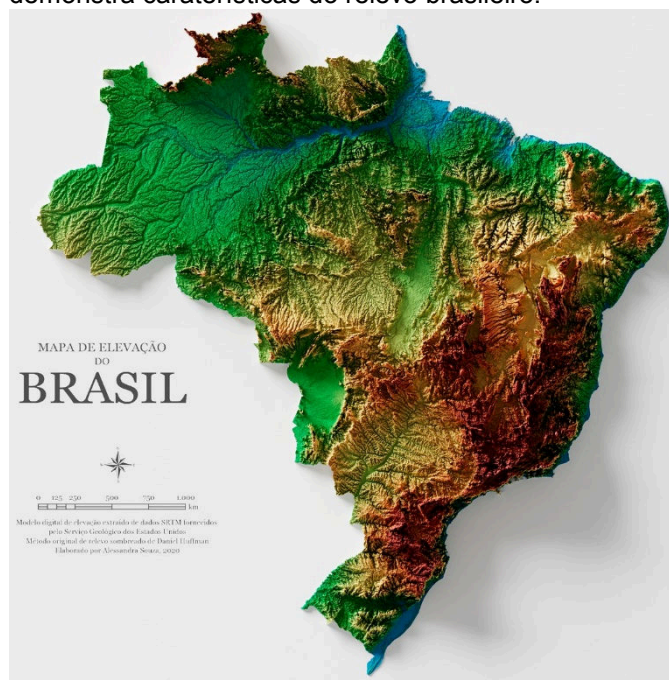 demonstra caraterísticas do relevo brasileiro.
MAPA DE ELEVAÇÃO
DO
BRASIL
0 125 250 500 750 1.000
km
Modelo digital de elevação extraído de dados SRTM fornecidos
pelo Serviço Geológico dos Estados Unidos
Método original de relevo sombreado de Daniel Huffman
Elaborado por Alessandra Souza, 2020